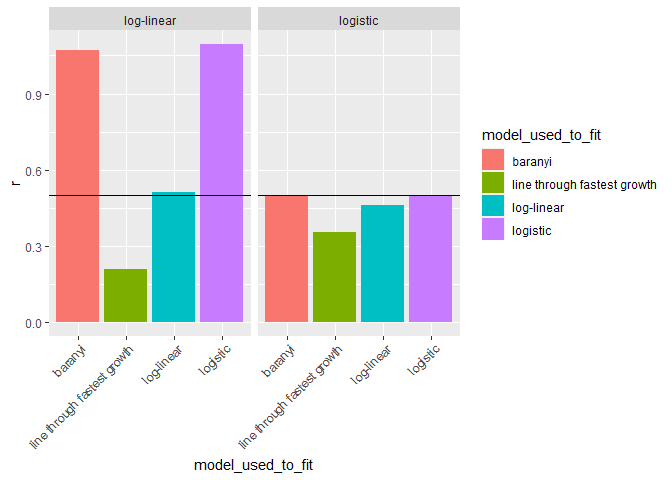 log-linear
logistic
r
0.9
0.6
0.3
0.0
baranyi
line through fastest growth
log-linear
logistic
baranyi
line through fastest growth
log-linear
logistic
model_used_to_fit
model_used_to_fit
baranyi
line through fastest growth
log-linear
logistic